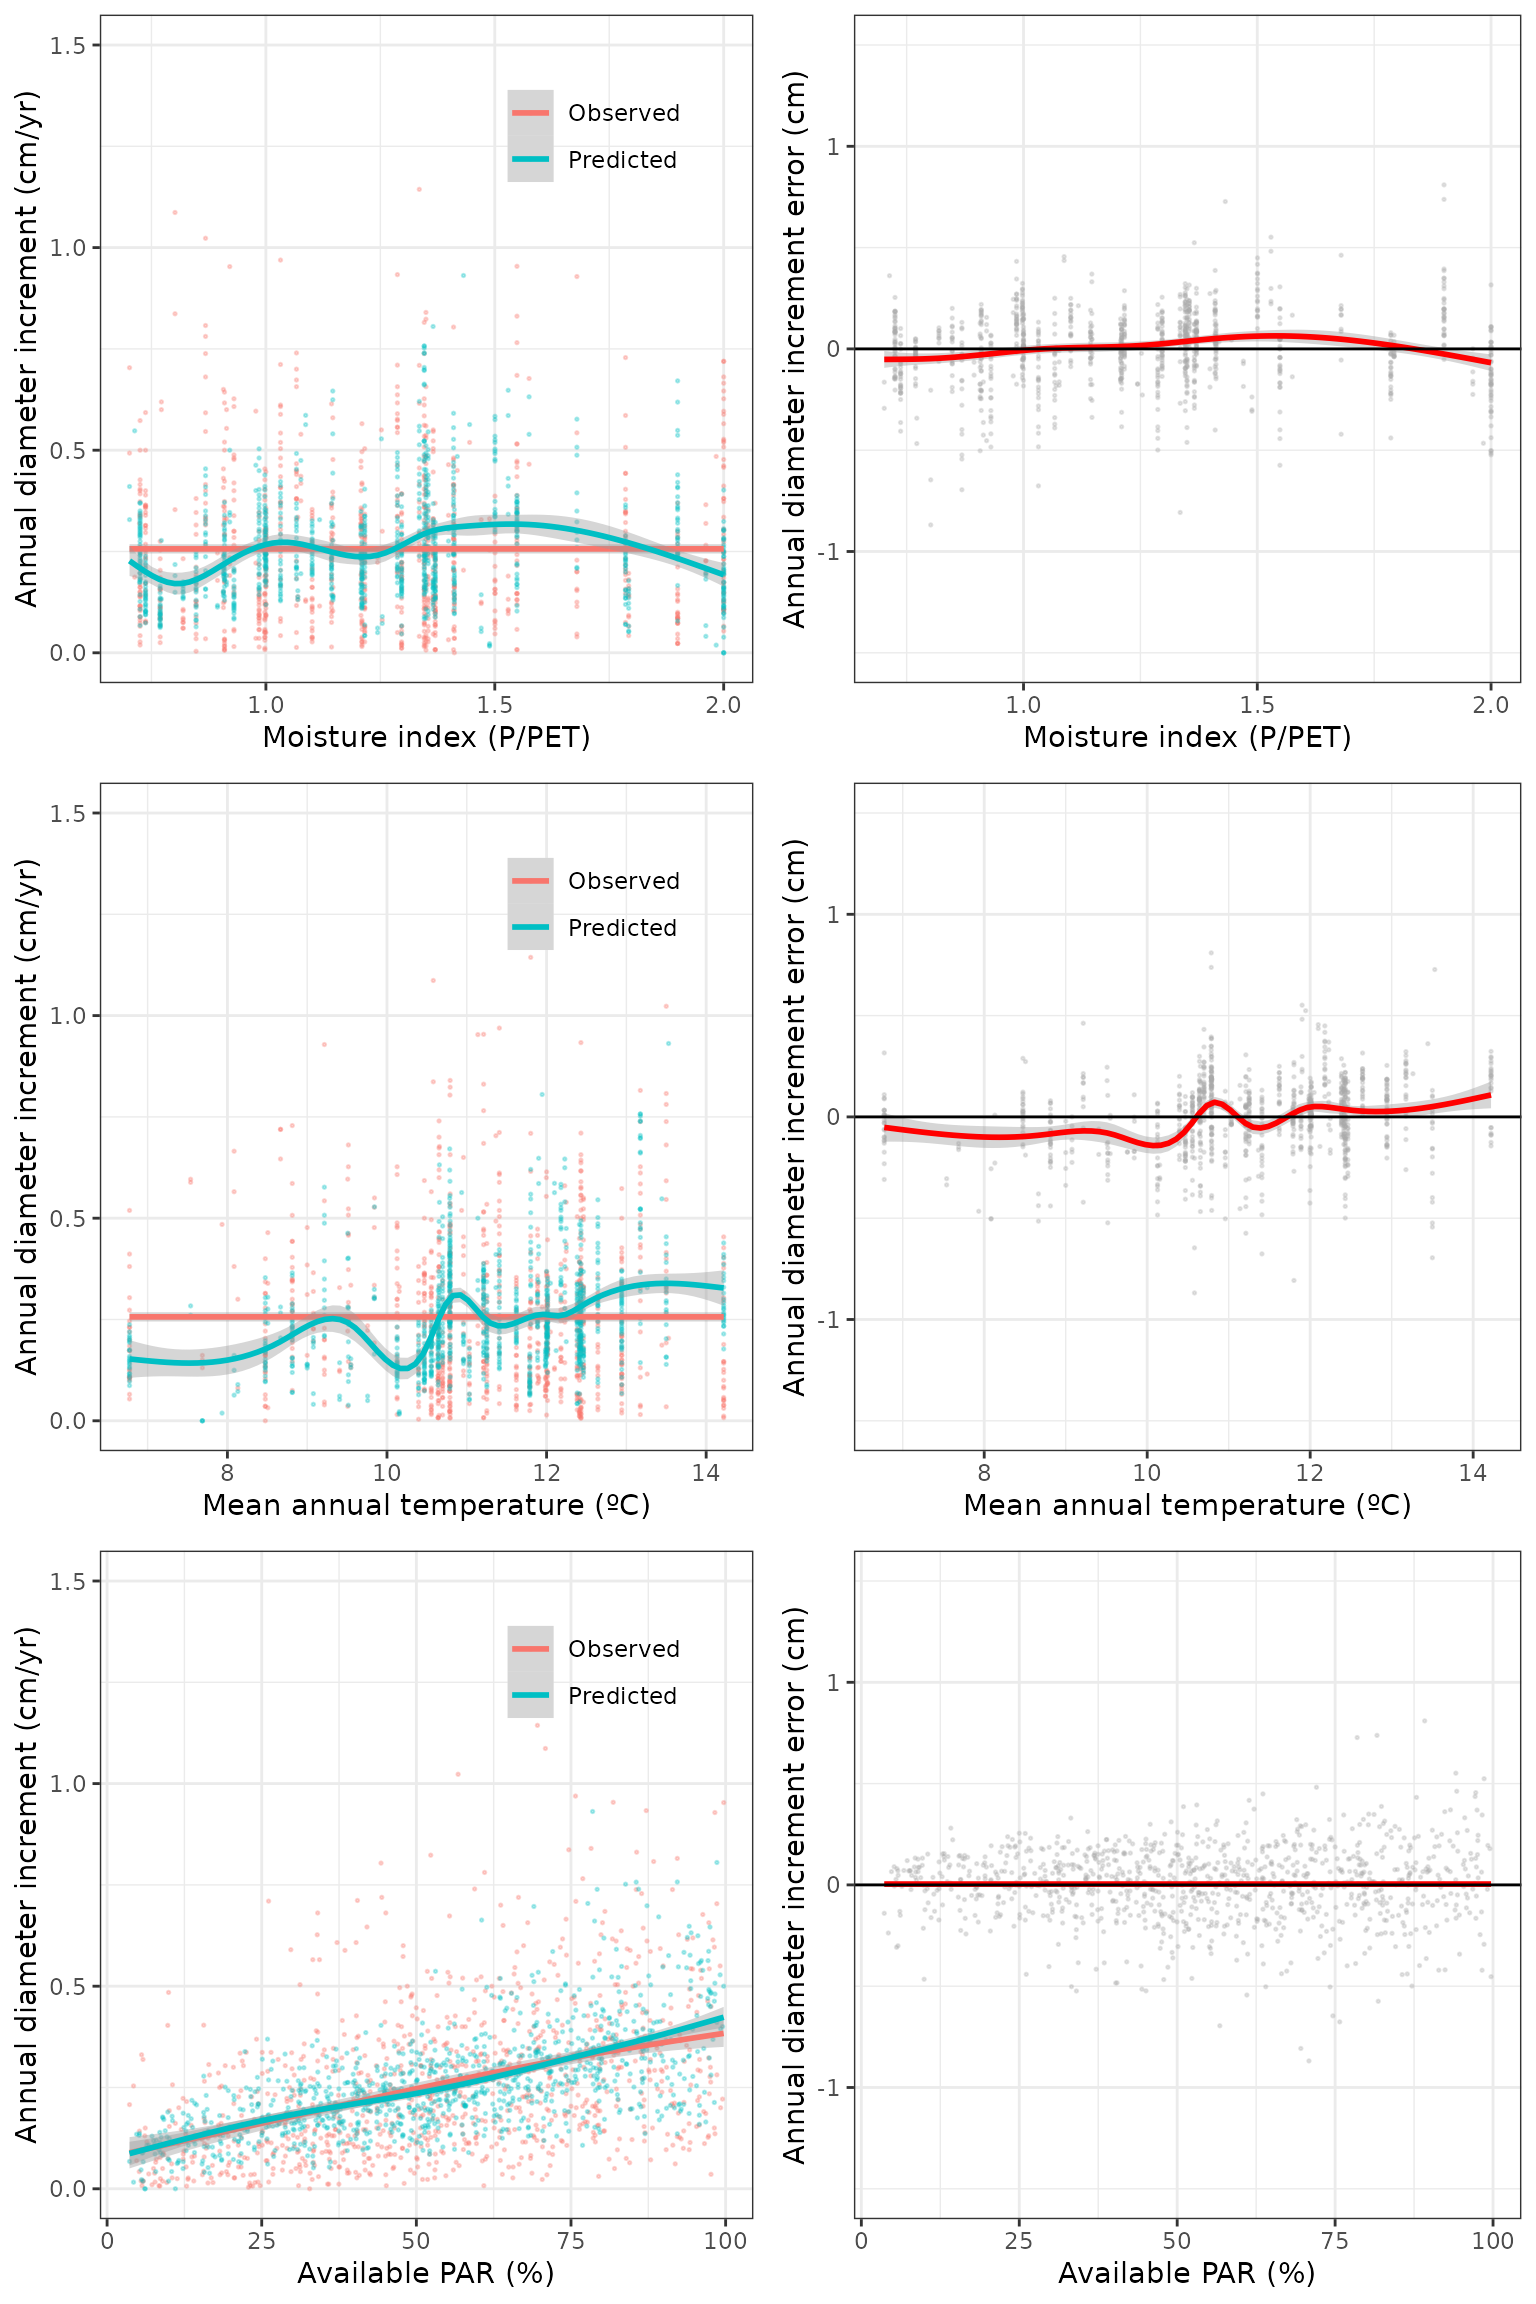 Annual diameter increment (cm/yr)
1.5
1.0
0.5
0.0
Observed
Predicted
1.0 1.5 2.0
Moisture index (P/PET)
Annual diameter increment error (cm)
1
0
-1
1.0 1.5 2.0
Moisture index (P/PET)
Annual diameter increment (cm/yr)
1.5
1.0
0.5
0.0
Observed
Predicted
8 10 12 14
Mean annual temperature (ºC)
Annual diameter increment error (cm)
1
0
-1
8 10 12 14
Mean annual temperature (ºC)
Annual diameter increment (cm/yr)
1.5
1.0
0.5
0.0
Observed
Predicted
0 25 50 75 100
Available PAR (%)
Annual diameter increment error (cm)
1
0
-1
0 25 50 75 100
Available PAR (%)